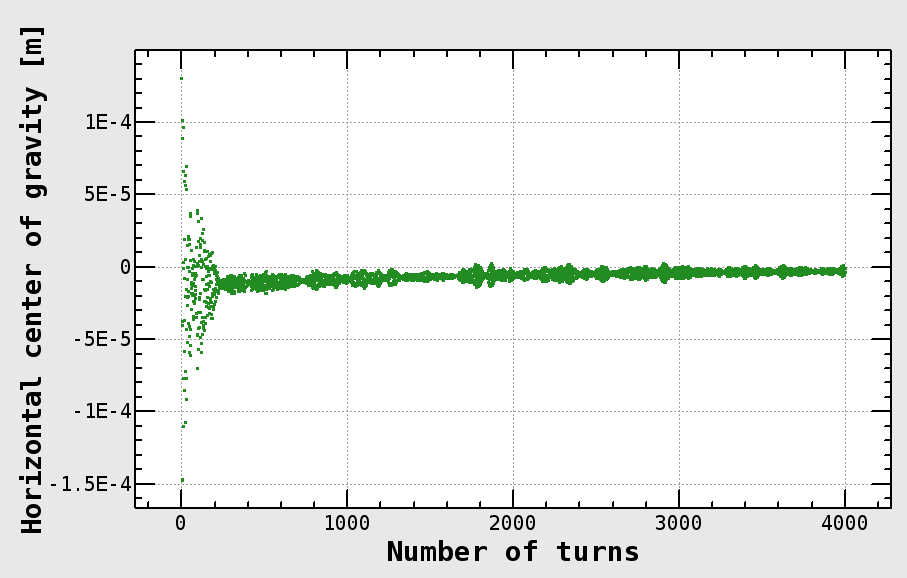 Horizontal center of gravity [m]
1E-4
5E-5
0
-5E-5
-1E-4
-1.5E-4
0 1000 2000 3000 4000
Number of turns